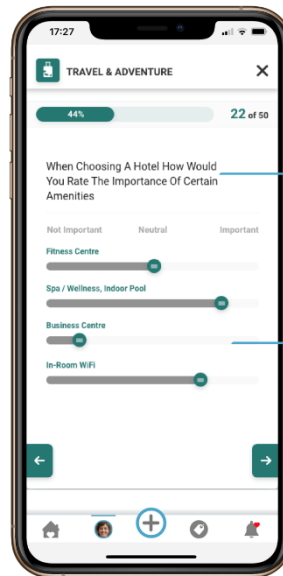 17:27
TRAVEL & ADVENTURE
44%
22 of 50
When Choosing A Hotel How Would
You Rate The Importance Of Certain
Amenities
Not Important Neutral Important
Fitness Centre
Spa / Wellness, Indoor Pool
Business Centre
In-Room WiFi